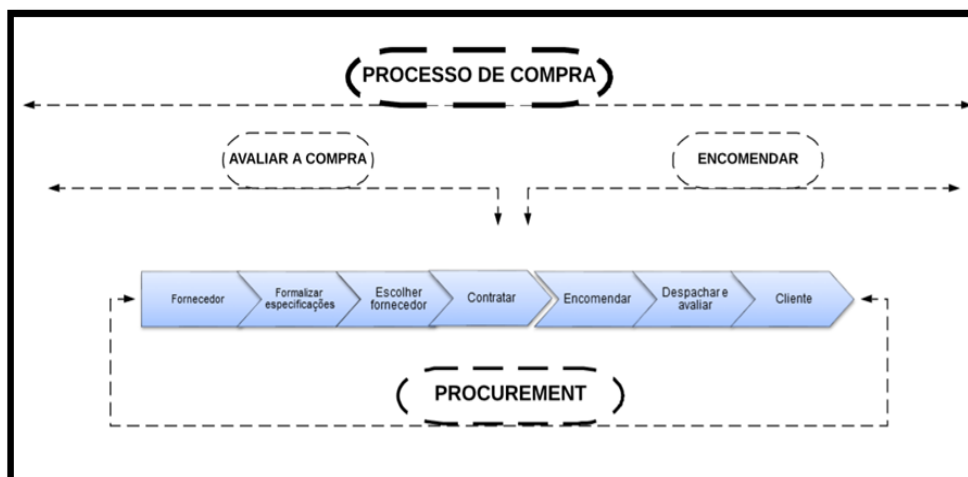 PROCESSO DE COMPRA
AVALIAR A COMPRA
ENCOMENDAR
Fornecedor
Formalizar
especificações
Escolher
fornecedor
Contratar
Encomendar
Despachar e
avaliar
Cliente
PROCUREMENT